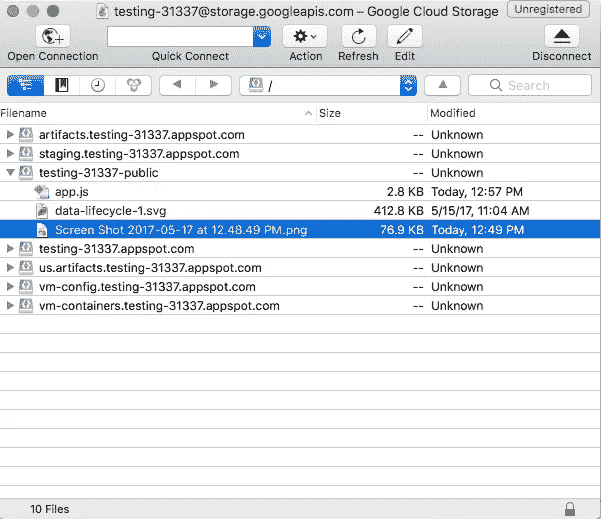 testing-31337@storage.googleapis.com – Google Cloud Storage Unregistered
Open Connection Quick Connect Action Refresh Edit Disconnect
/ Search
Filename Size Modified
artifacts.testing-31337.appspot.com -- Unknown
staging.testing-31337.appspot.com -- Unknown
testing-31337-public -- Unknown
app.js 2.8 KB Today, 12:57 PM
data-lifecycle-1.svg 412.8 KB 5/15/17, 11:04 AM
Screen Shot 2017-05-17 at 12.48.49 PM.png 76.9 KB Today, 12:49 PM
testing-31337.appspot.com -- Unknown
us.artifacts.testing-31337.appspot.com -- Unknown
vm-config.testing-31337.appspot.com -- Unknown
vm-containers.testing-31337.appspot.com -- Unknown
10 Files